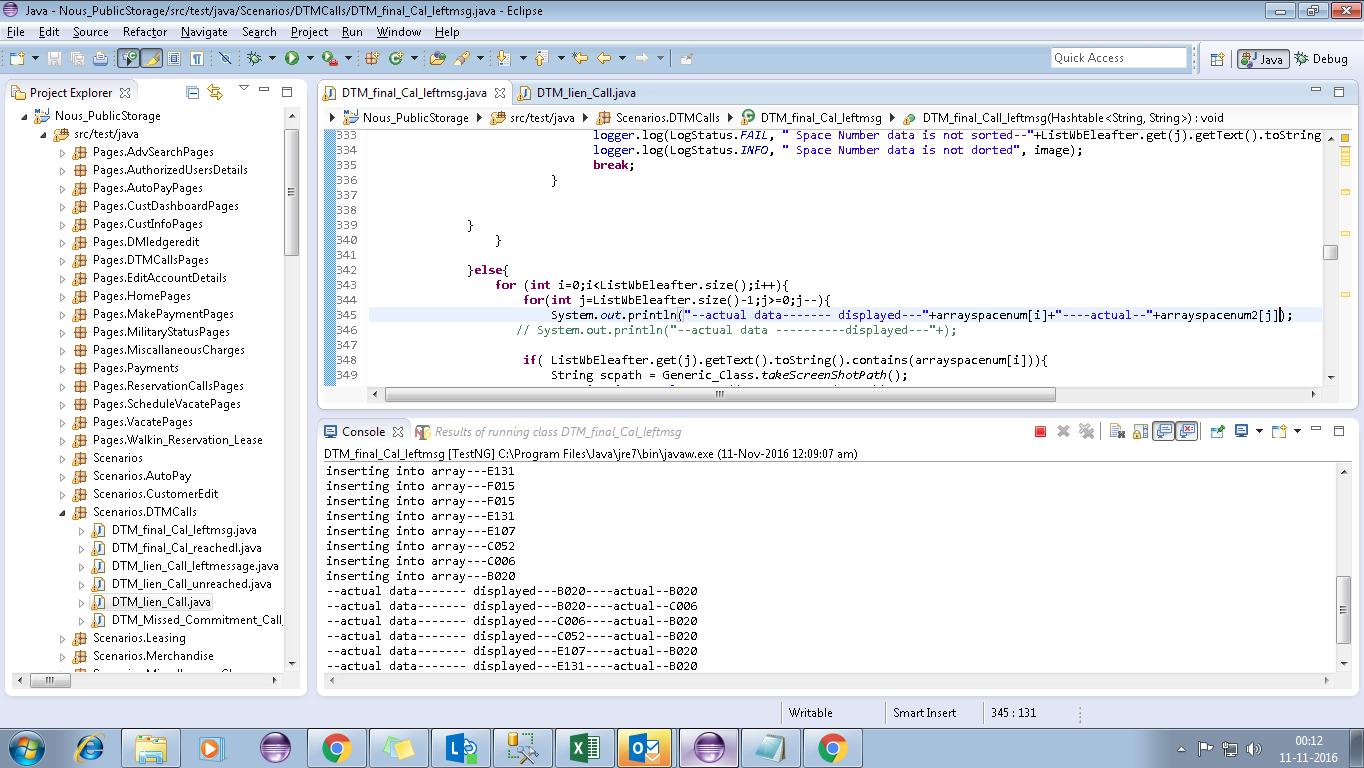 Java - Nous_PublicStorage/src/test/java/Scenarios/DTMCalls/DTM_final_Cal_leftmsg.java - Eclipse
File Edit Source Refactor Navigate Search Project Run Window Help
Quick Access
Java
Debug
Project Explorer
Nous_PublicStorage
src/test/java
Pages.AdvSearchPages
Pages.AuthorizedUsersDetails
Pages.AutoPayPages
Pages.CustDashboardPages
Pages.CustInfoPages
Pages.DMledgeredit
Pages.DTMCallsPages
Pages.EditAccountDetails
Pages.HomePages
Pages.MakePaymentPages
Pages.MilitaryStatusPages
Pages.MiscallaneousCharges
Pages.Payments
Pages.ReservationCallsPages
Pages.ScheduleVacatePages
Pages.VacatePages
Pages.Walkin_Reservation_Lease
Scenarios
Scenarios.AutoPay
Scenarios.CustomerEdit
Scenarios.DTMCalls
DTM_final_Cal_leftmsg.java
DTM_final_Cal_reachedl.java
DTM_lien_Call_leftmessage.java
DTM_lien_Call_unreached.java
DTM_lien_Call.java
DTM_Missed_Commitment_Call
Scenarios.Leasing
Scenarios.Merchandise
DTM_final_Cal_leftmsg.java DTM_lien_Call.java
Nous_PublicStorage src/test/java Scenarios.DTMCalls DTM_final_Cal_leftmsg DTM_final_Call_leftmsg(Hashtable<String, String>) : void
333 logger.log(LogStatus.FAIL, " Space Number data is not sorted--"+ListWbEleafter.get(j).getText().toString
334 logger.log(LogStatus.INFO, " Space Number data is not dorted", image);
335 break;
336 }
337
338
339 }
340 }
341
342 }else{
343 for (int i=0;i<ListWbEleafter.size();i++){
344 for(int j=ListWbEleafter.size()-1;j>=0;j--){
345 System.out.println("--actual data------- displayed---"+arrayspacenum[i]+"----actual--"+arrayspacenum2[j]);
346 // System.out.println("--actual data ----------displayed---"+);
347
348 if( ListWbEleafter.get(j).getText().toString().contains(arrayspacenum[i])){
349 String scpath = Generic_Class.takeScreenShotPath();
Console
Results of running class DTM_final_Cal_leftmsg
DTM_final_Cal_leftmsg [TestNG] C:\Program Files\Java\jre7\bin\javaw.exe (11-Nov-2016 12:09:07 am)
inserting into array---E131
inserting into array---F015
inserting into array---F015
inserting into array---E131
inserting into array---E107
inserting into array---C052
inserting into array---C006
inserting into array---B020
--actual data------- displayed---B020----actual--B020
--actual data------- displayed---B020----actual--C006
--actual data------- displayed---C006----actual--B020
--actual data------- displayed---C052----actual--B020
--actual data------- displayed---E107----actual--B020
--actual data------- displayed---E131----actual--B020
Writable
Smart Insert
345 : 131
00:12
11-11-2016